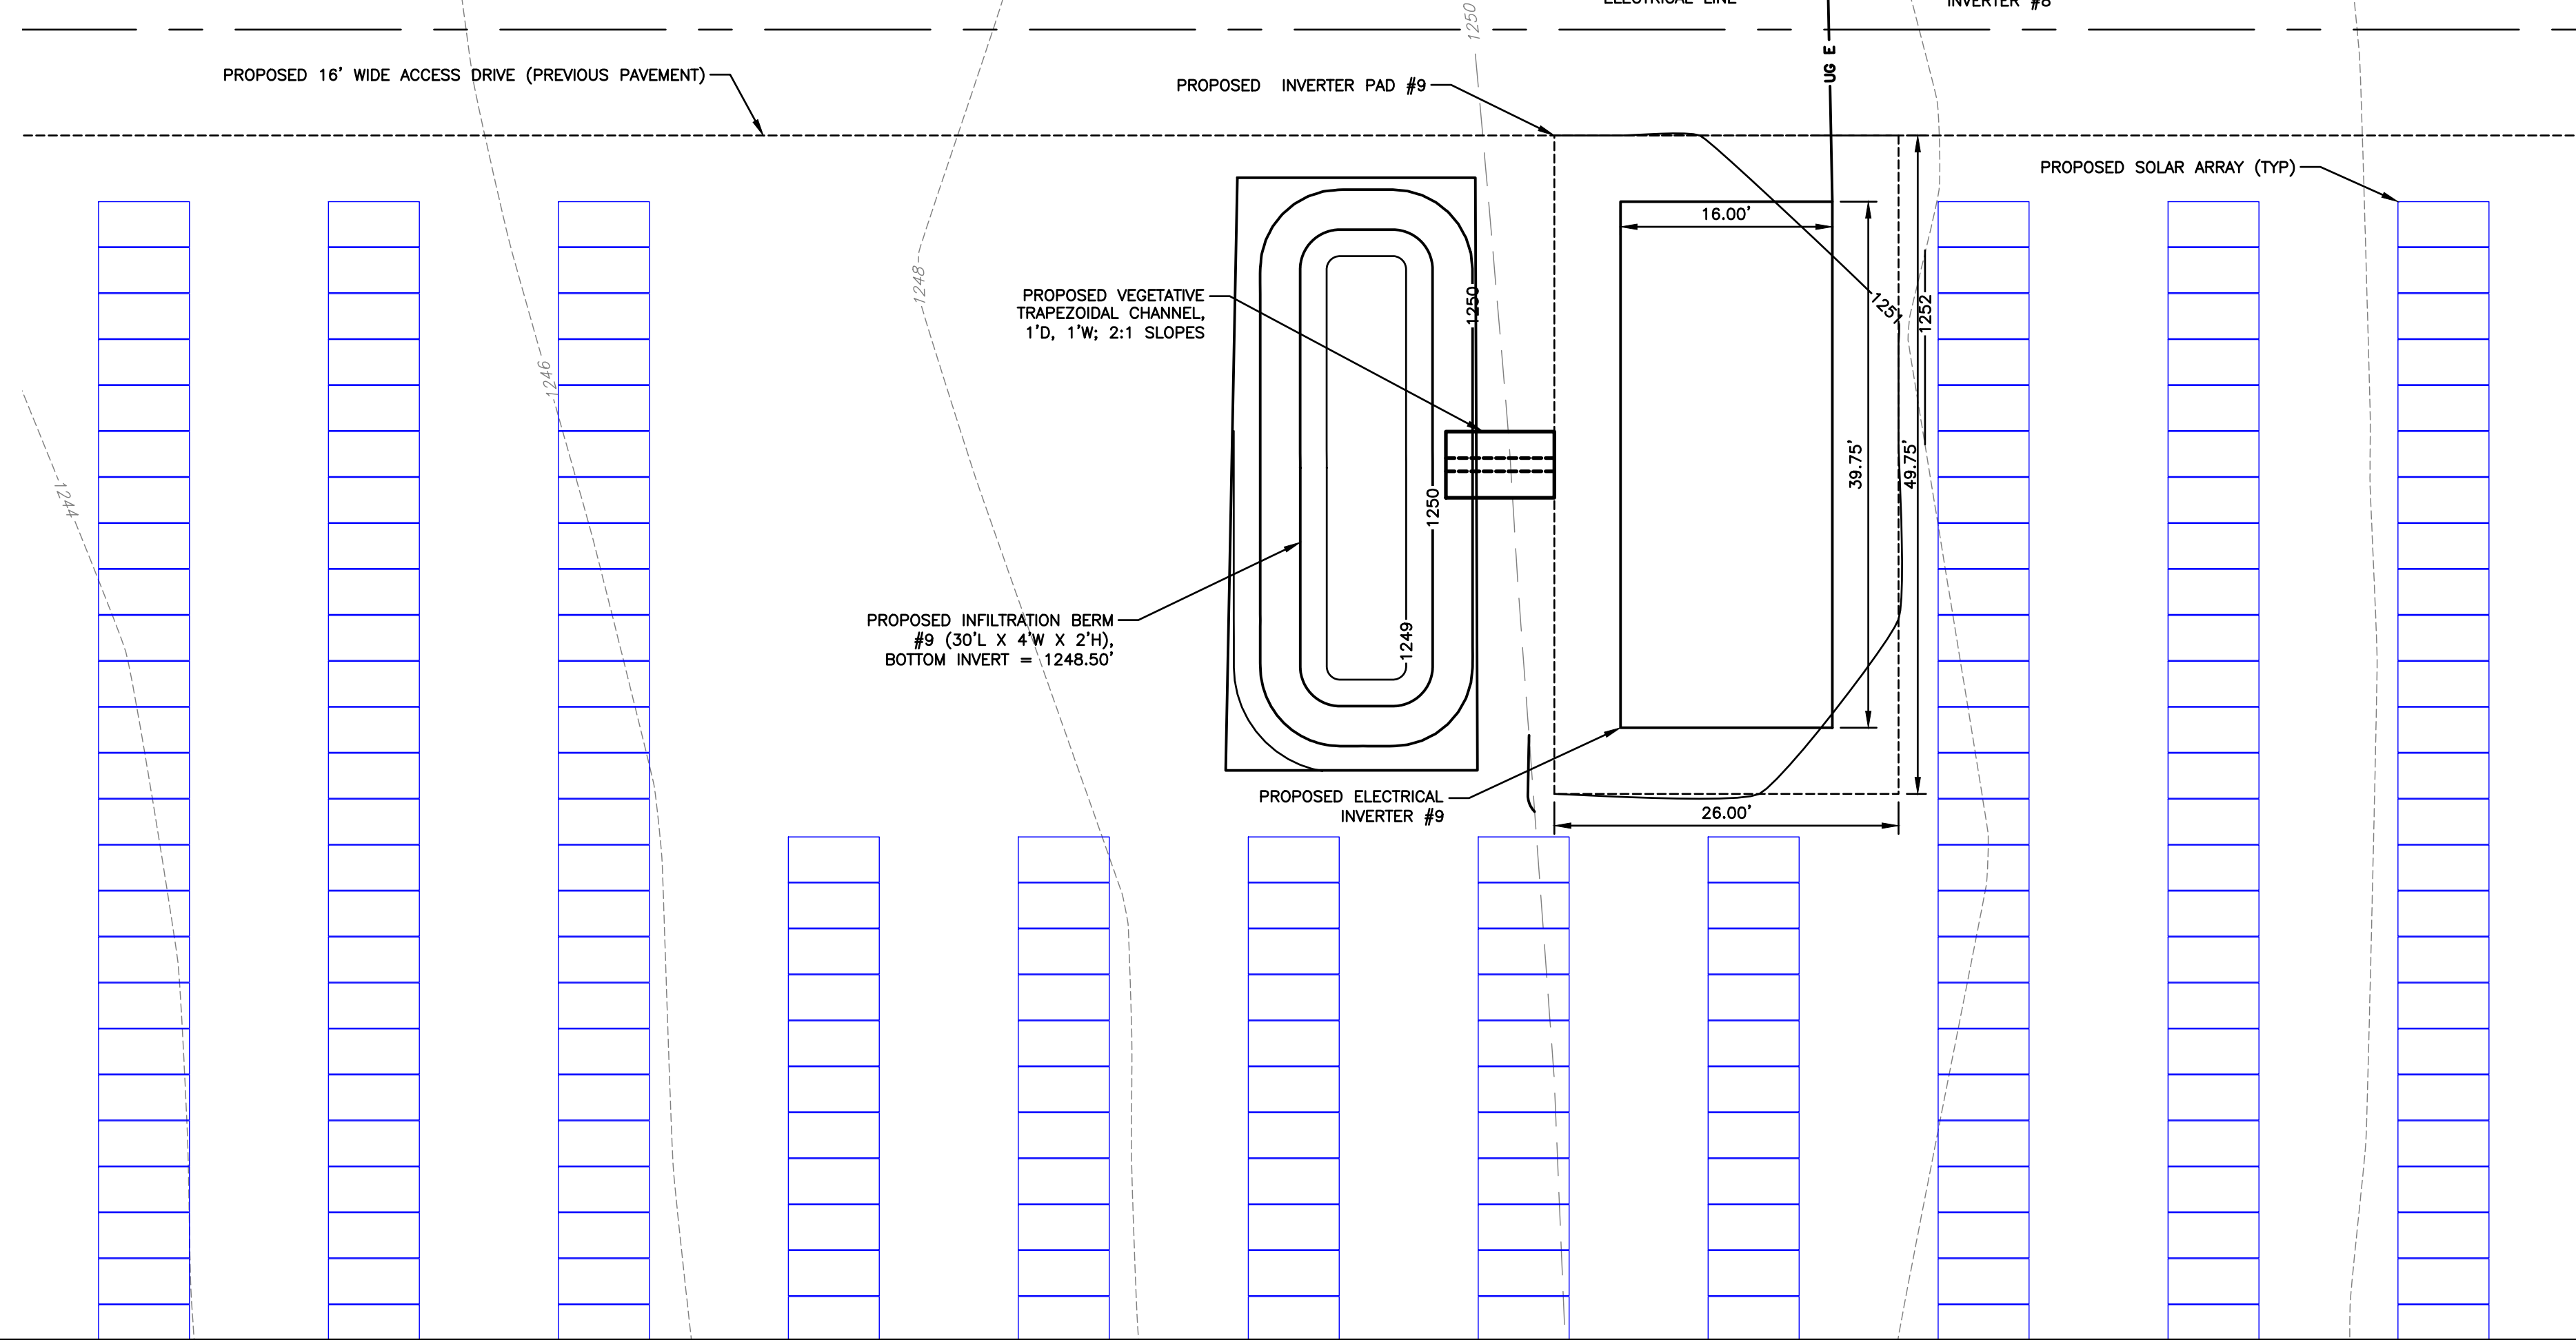 ELECTRICAL LINE
INVERTER #8
1250
UG E
PROPOSED 16' WIDE ACCESS DRIVE (PREVIOUS PAVEMENT)
PROPOSED INVERTER PAD #9
PROPOSED SOLAR ARRAY (TYP)
16.00'
1248
PROPOSED VEGETATIVE
TRAPEZOIDAL CHANNEL,
1'D, 1'W; 2:1 SLOPES
1250
1251
1252
1246
39.75'
49.75'
1244
1250
PROPOSED INFILTRATION BERM
#9 (30'L X 4'W X 2'H),
BOTTOM INVERT = 1248.50'
1249
PROPOSED ELECTRICAL
INVERTER #9
26.00'